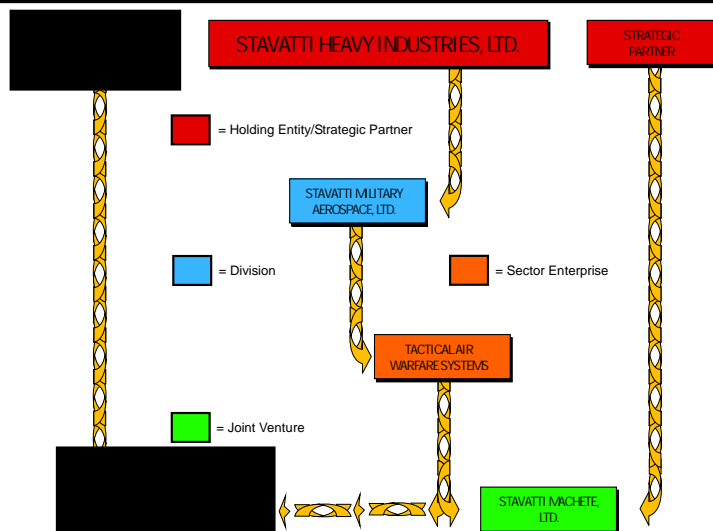 STAVATTI HEAVY INDUSTRIES, LTD.
STRATEGIC
PARTNER
= Holding Entity/Strategic Partner
STAVATTI MILITARY
AEROSPACE, LTD.
= Division
= Sector Enterprise
TACTICAL AIR
WARFARE SYSTEMS
= Joint Venture
STAVATTI MACHETE,
LTD.